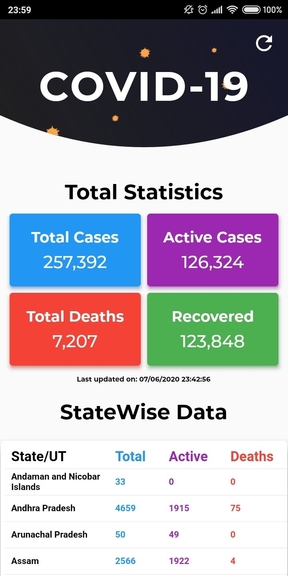 23:59
100%
COVID-19
Total Statistics
Total Cases
Active Cases
257,392
126,324
Total Deaths
Recovered
7,207
123,848
Last updated on: 07/06/2020 23:42:56
StateWise Data
State/UT Total Active Deaths
Andaman and Nicobar
Islands
33 0 0
Andhra Pradesh 4659 1915 75
Arunachal Pradesh 50 49 0
Assam 2566 1922 4